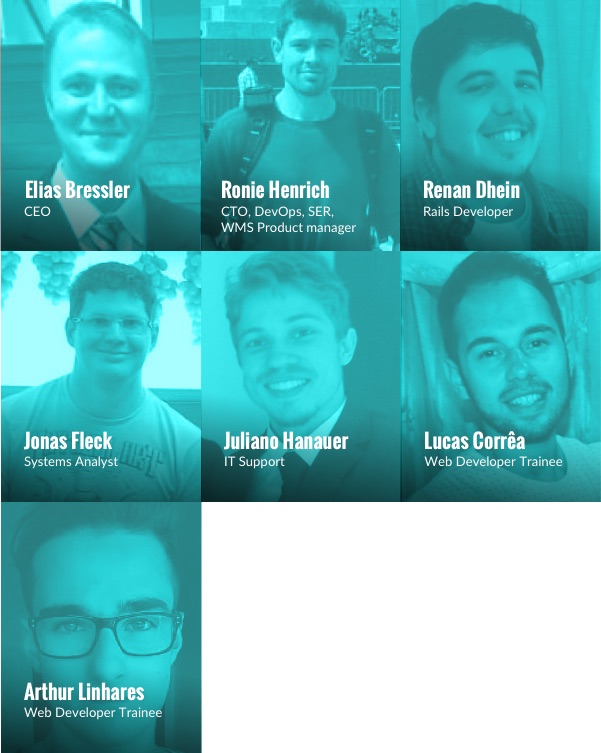 Elias Bressler
CEO
Ronie Henrich
CTO, DevOps, SER,
WMS Product manager
Renan Dhein
Rails Developer
Jonas Fleck
Systems Analyst
Juliano Hanauer
IT Support
Lucas Corrêa
Web Developer Trainee
Arthur Linhares
Web Developer Trainee